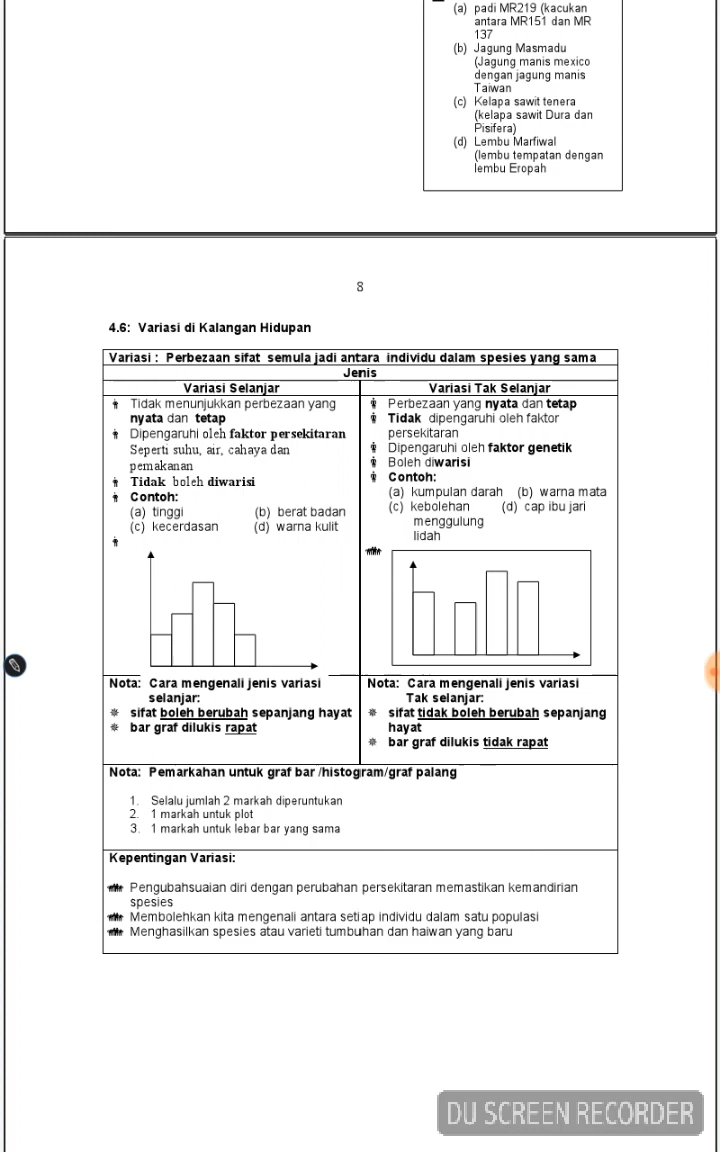 (a) padi MR219 (kacukan
antara MR151 dan MR
137
(b) Jagung Masmadu
(Jagung manis mexico
dengan jagung manis
Taiwan
(c) Kelapa sawit tenera
(kelapa sawit Dura dan
Pisifera)
(d) Lembu Marfiwal
(lembu tempatan dengan
lembu Eropah
8
4.6: Variasi di Kalangan Hidupan
Variasi : Perbezaan sifat semula jadi antara individu dalam spesies yang sama
Jenis
Variasi Selanjar
Tidak menunjukkan perbezaan yang
nyata dan tetap
Dipengaruhi oleh faktor persekitaran
Seperti suhu, air, cahaya dan
pemakanan
Tidak boleh diwarisi
Contoh:
(a) tinggi (b) berat badan
(c) kecerdasan (d) warna kulit
Variasi Tak Selanjar
Perbezaan yang nyata dan tetap
Tidak dipengaruhi oleh faktor
persekitaran
Dipengaruhi oleh faktor genetik
Boleh diwarisi
Contoh:
(a) kumpulan darah (b) warna mata
(c) kebolehan (d) cap ibu jari
menggulung
lidah
Nota: Cara mengenali jenis variasi
selanjar:
sifat boleh berubah sepanjang hayat
bar graf dilukis rapat
Nota: Cara mengenali jenis variasi
Tak selanjar:
sifat tidak boleh berubah sepanjang
hayat
bar graf dilukis tidak rapat
Nota: Pemarkahan untuk graf bar /histogram/graf palang
1. Selalu jumlah 2 markah diperuntukan
2. 1 markah untuk plot
3. 1 markah untuk lebar bar yang sama
Kepentingan Variasi:
Pengubahsuaian diri dengan perubahan persekitaran memastikan kemandirian
spesies
Membolehkan kita mengenali antara setiap individu dalam satu populasi
Menghasilkan spesies atau varieti tumbuhan dan haiwan yang baru
DU SCREEN RECORDER